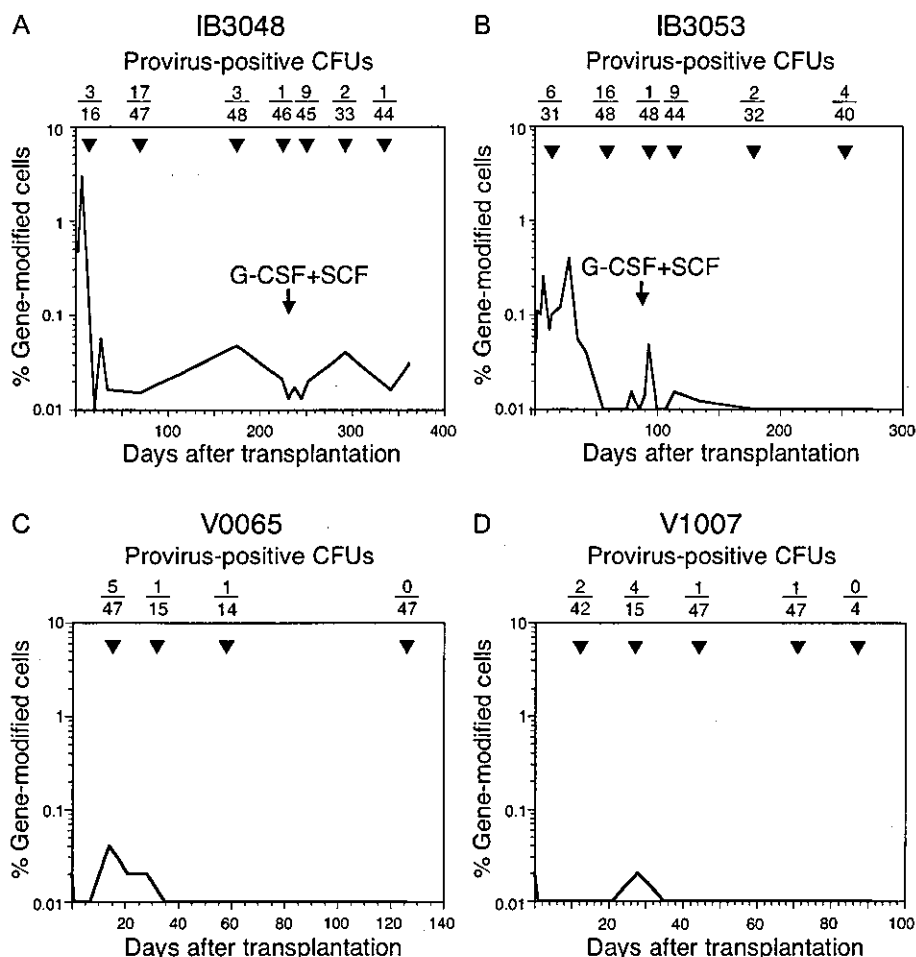 A IB3048
Provirus-positive CFUs
3/16 17/47 3/48 1/46 9/45 2/33 1/44
10
1
0.1
0.01
% Gene-modified cells
G-CSF+SCF
100 200 300 400
Days after transplantation
B IB3053
Provirus-positive CFUs
6/31 16/48 1/48 9/44 2/32 4/40
10
1
0.1
0.01
% Gene-modified cells
G-CSF+SCF
100 200 300
Days after transplantation
C V0065
Provirus-positive CFUs
5/47 1/15 1/14 0/47
10
1
0.1
0.01
% Gene-modified cells
20 40 60 80 100 120 140
Days after transplantation
D V1007
Provirus-positive CFUs
2/42 4/15 1/47 1/47 0/4
10
1
0.1
0.01
% Gene-modified cells
20 40 60 80 100
Days after transplantation